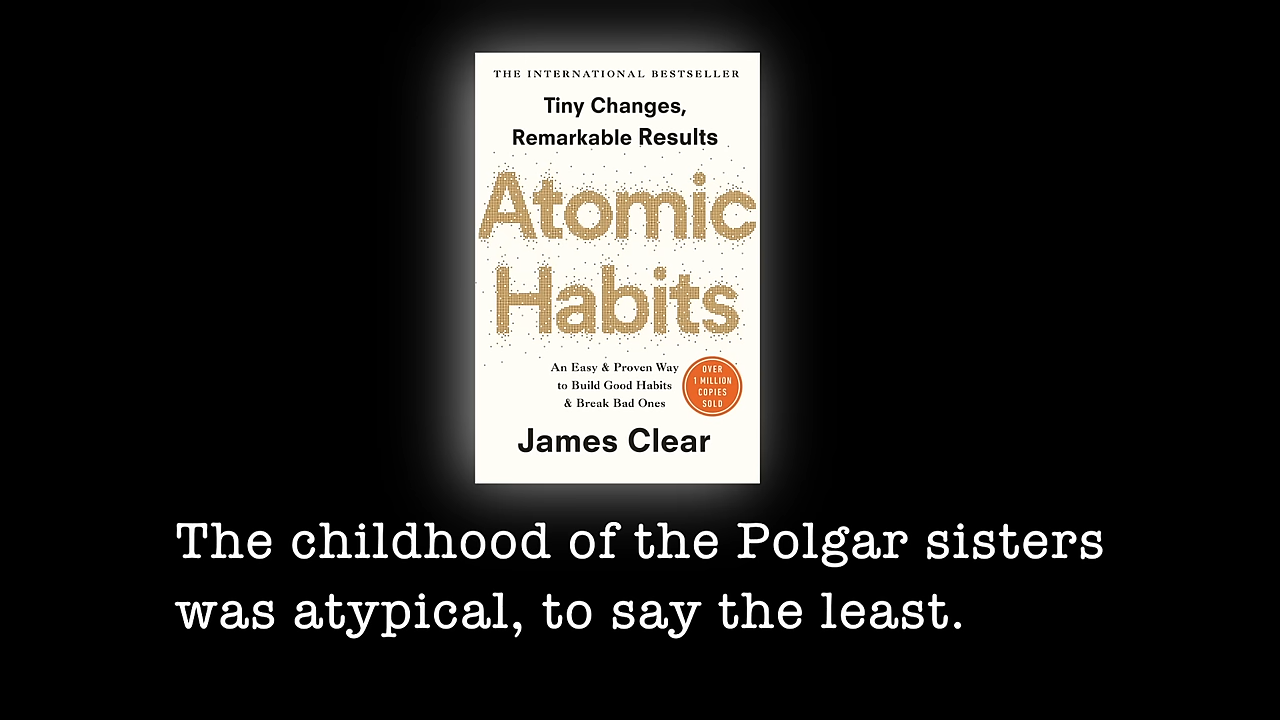 THE INTERNATIONAL BESTSELLER
Tiny Changes,
Remarkable Results
Atomic
Habits
An Easy & Proven Way
to Build Good Habits
& Break Bad Ones
OVER
1 MILLION
COPIES
SOLD
James Clear
The childhood of the Polgar sisters
was atypical, to say the least.